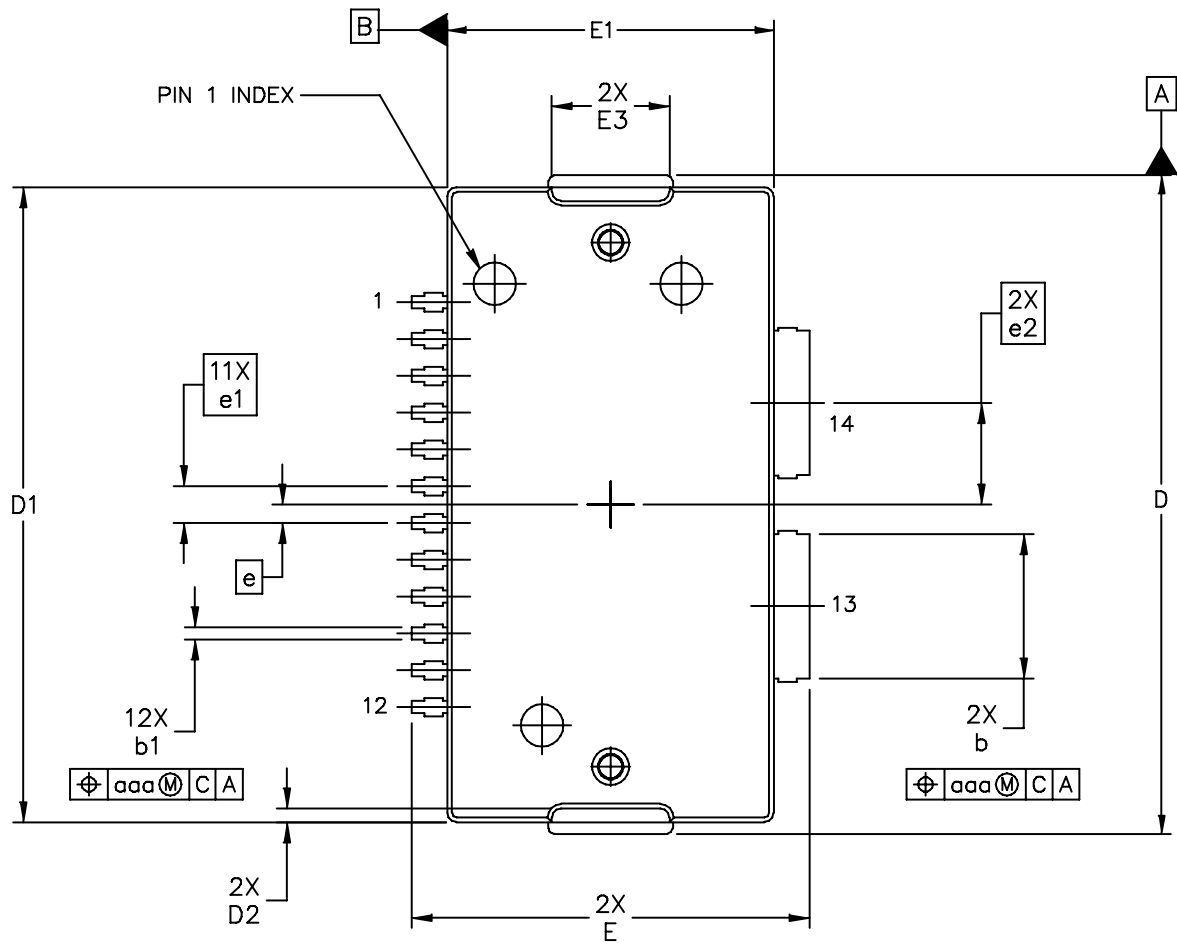 B
E1
PIN 1 INDEX
2X
E3
A
1
2X
e2
11X
e1
14
D1
D
e
13
12
12X
b1
2X
b
⌖ aaa Ⓜ C A
⌖ aaa Ⓜ C A
2X
D2
2X
E